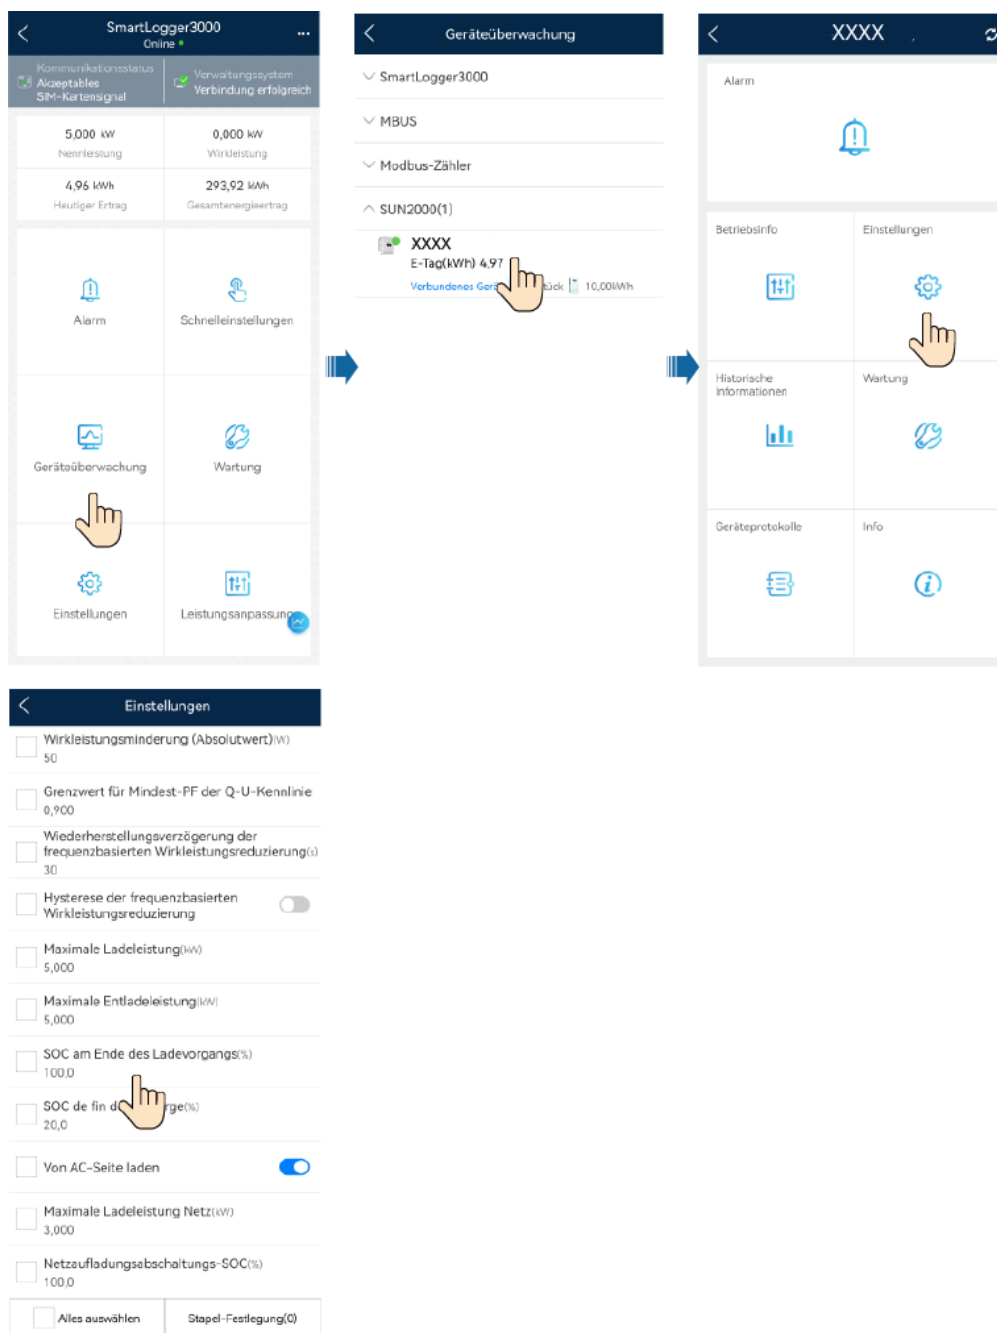 SmartLogger3000
Online
...
Kommunikationsstatus
Akzeptables
SIM-Kartensignal
Verwaltungssystem
Verbindung erfolgreich
5,000 kW
Nennleistung
0,000 kW
Wirkleistung
4,96 kWh
Heutiger Ertrag
293,92 kWh
Gesamtenergieertrag
Alarm
Schnelleinstellungen
Geräteüberwachung
Wartung
Einstellungen
Leistungsanpassung
Geräteüberwachung
SmartLogger3000
MBUS
Modbus-Zähler
SUN2000(1)
XXXX
E-Tag(kWh) 4,97
Verbundenes Ger tück 10,00kWh
XXXX
Alarm
Betriebsinfo
Einstellungen
Historische
Informationen
Wartung
Geräteprotokolle
Info
Einstellungen
Wirkleistungsminderung (Absolutwert)(W)
50
Grenzwert für Mindest-PF der Q-U-Kennlinie
0,900
Wiederherstellungsverzögerung der
frequenzbasierten Wirkleistungsreduzierung(s)
30
Hysterese der frequenzbasierten
Wirkleistungsreduzierung
Maximale Ladeleistung(kW)
5,000
Maximale Entladeleistung(kW)
5,000
SOC am Ende des Ladevorgangs(%)
100,0
SOC de fin d rge(%)
20,0
Von AC-Seite laden
Maximale Ladeleistung Netz(kW)
3,000
Netzaufladungsabschaltungs-SOC(%)
100,0
Alles auswählen
Stapel-Festlegung(0)